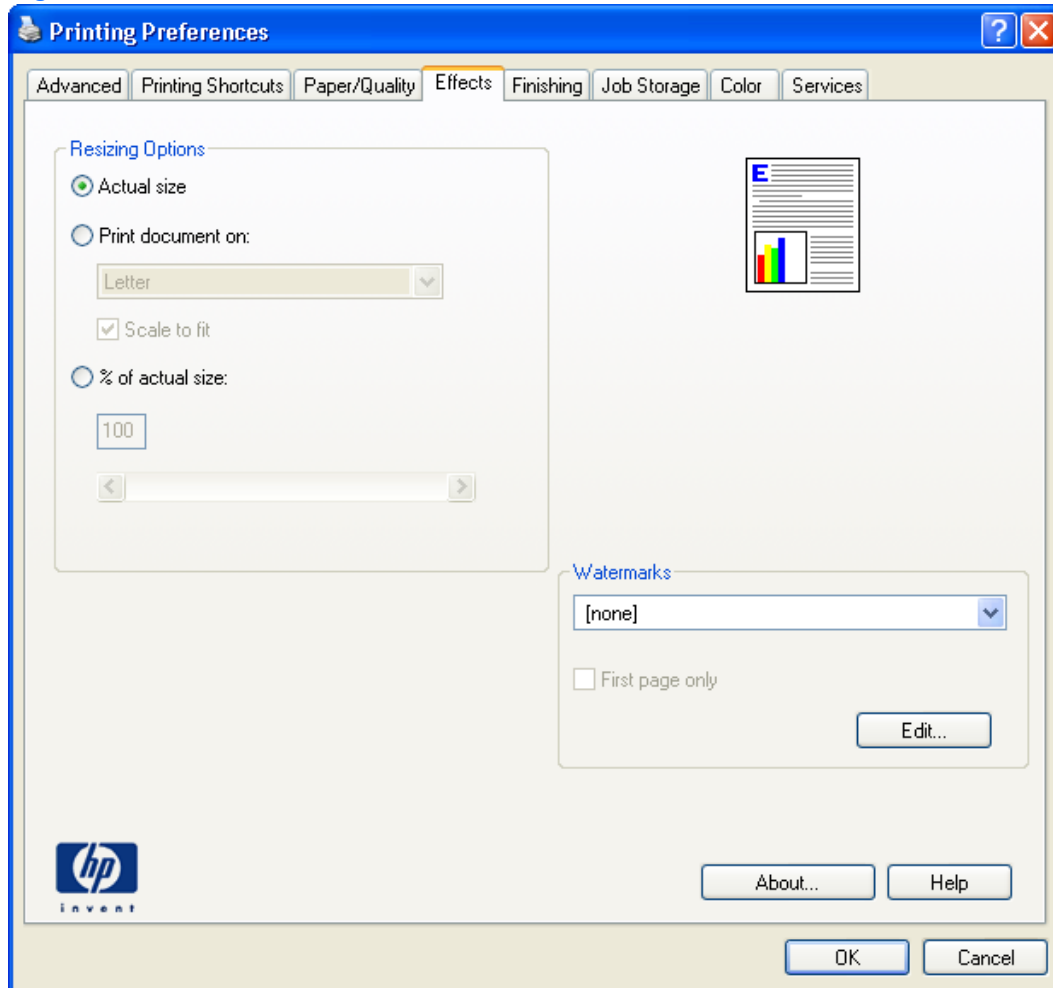 Printing Preferences
Advanced Printing Shortcuts Paper/Quality Effects Finishing Job Storage Color Services
Resizing Options
Actual size
E
Print document on:
Letter
Scale to fit
% of actual size:
100
Watermarks
[none]
First page only
Edit...
hp
invent
About... Help
OK Cancel